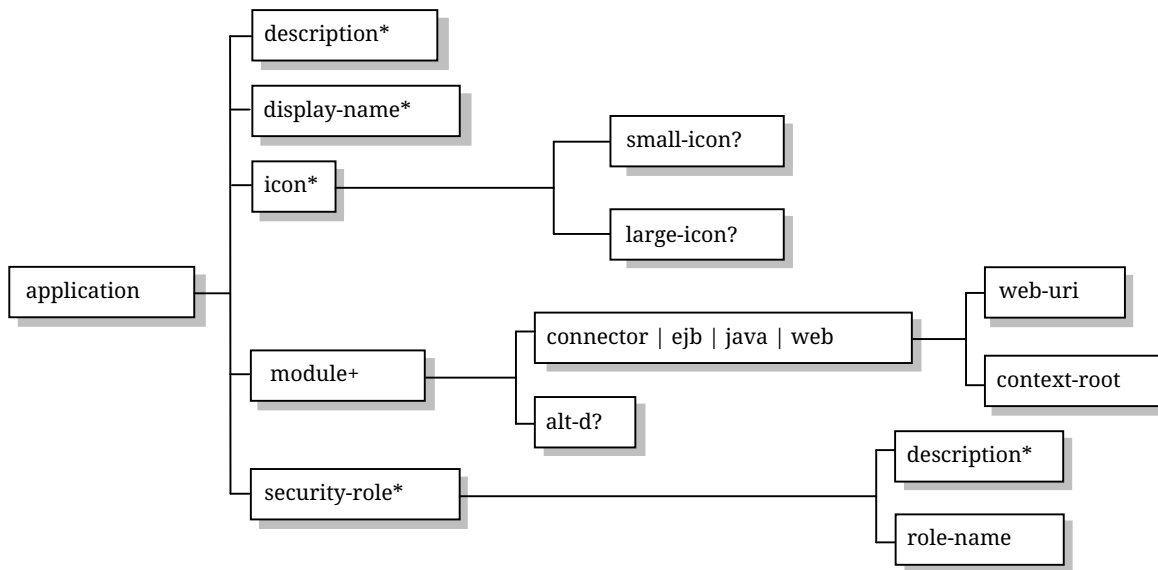 description*
display-name*
icon*
small-icon?
large-icon?
application
module+
connector | ejb | java | web
alt-d?
web-uri
context-root
security-role*
description*
role-name